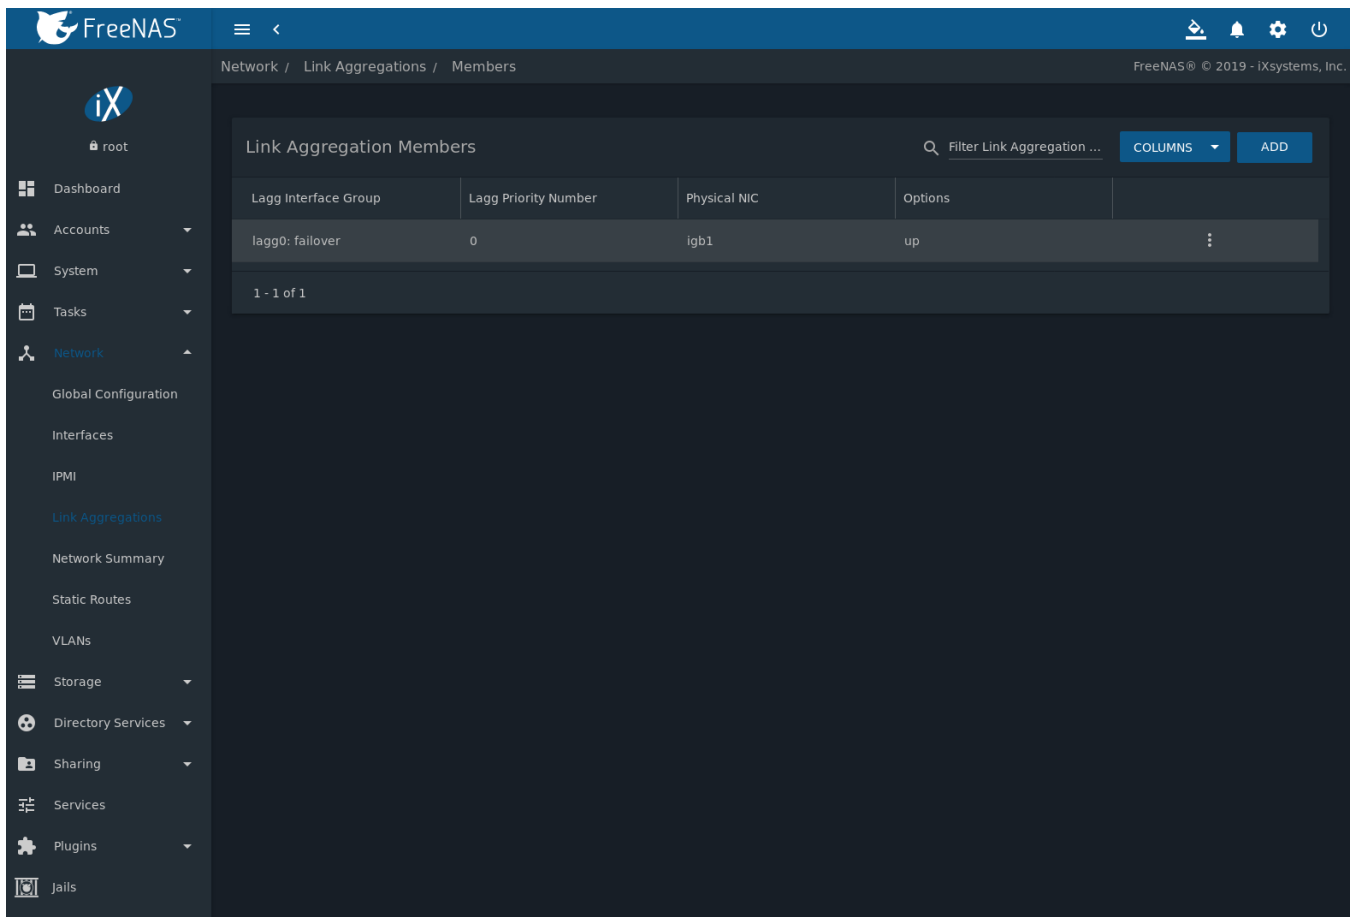 FreeNAS™
Network / Link Aggregations / Members
FreeNAS® © 2019 - iXsystems, Inc.
iX
root
Dashboard
Accounts
System
Tasks
Network
Global Configuration
Interfaces
IPMI
Link Aggregations
Network Summary
Static Routes
VLANs
Storage
Directory Services
Sharing
Services
Plugins
Jails
Link Aggregation Members
Filter Link Aggregation ...
COLUMNS
ADD
Lagg Interface Group Lagg Priority Number Physical NIC Options
lagg0: failover 0 igb1 up
1 - 1 of 1